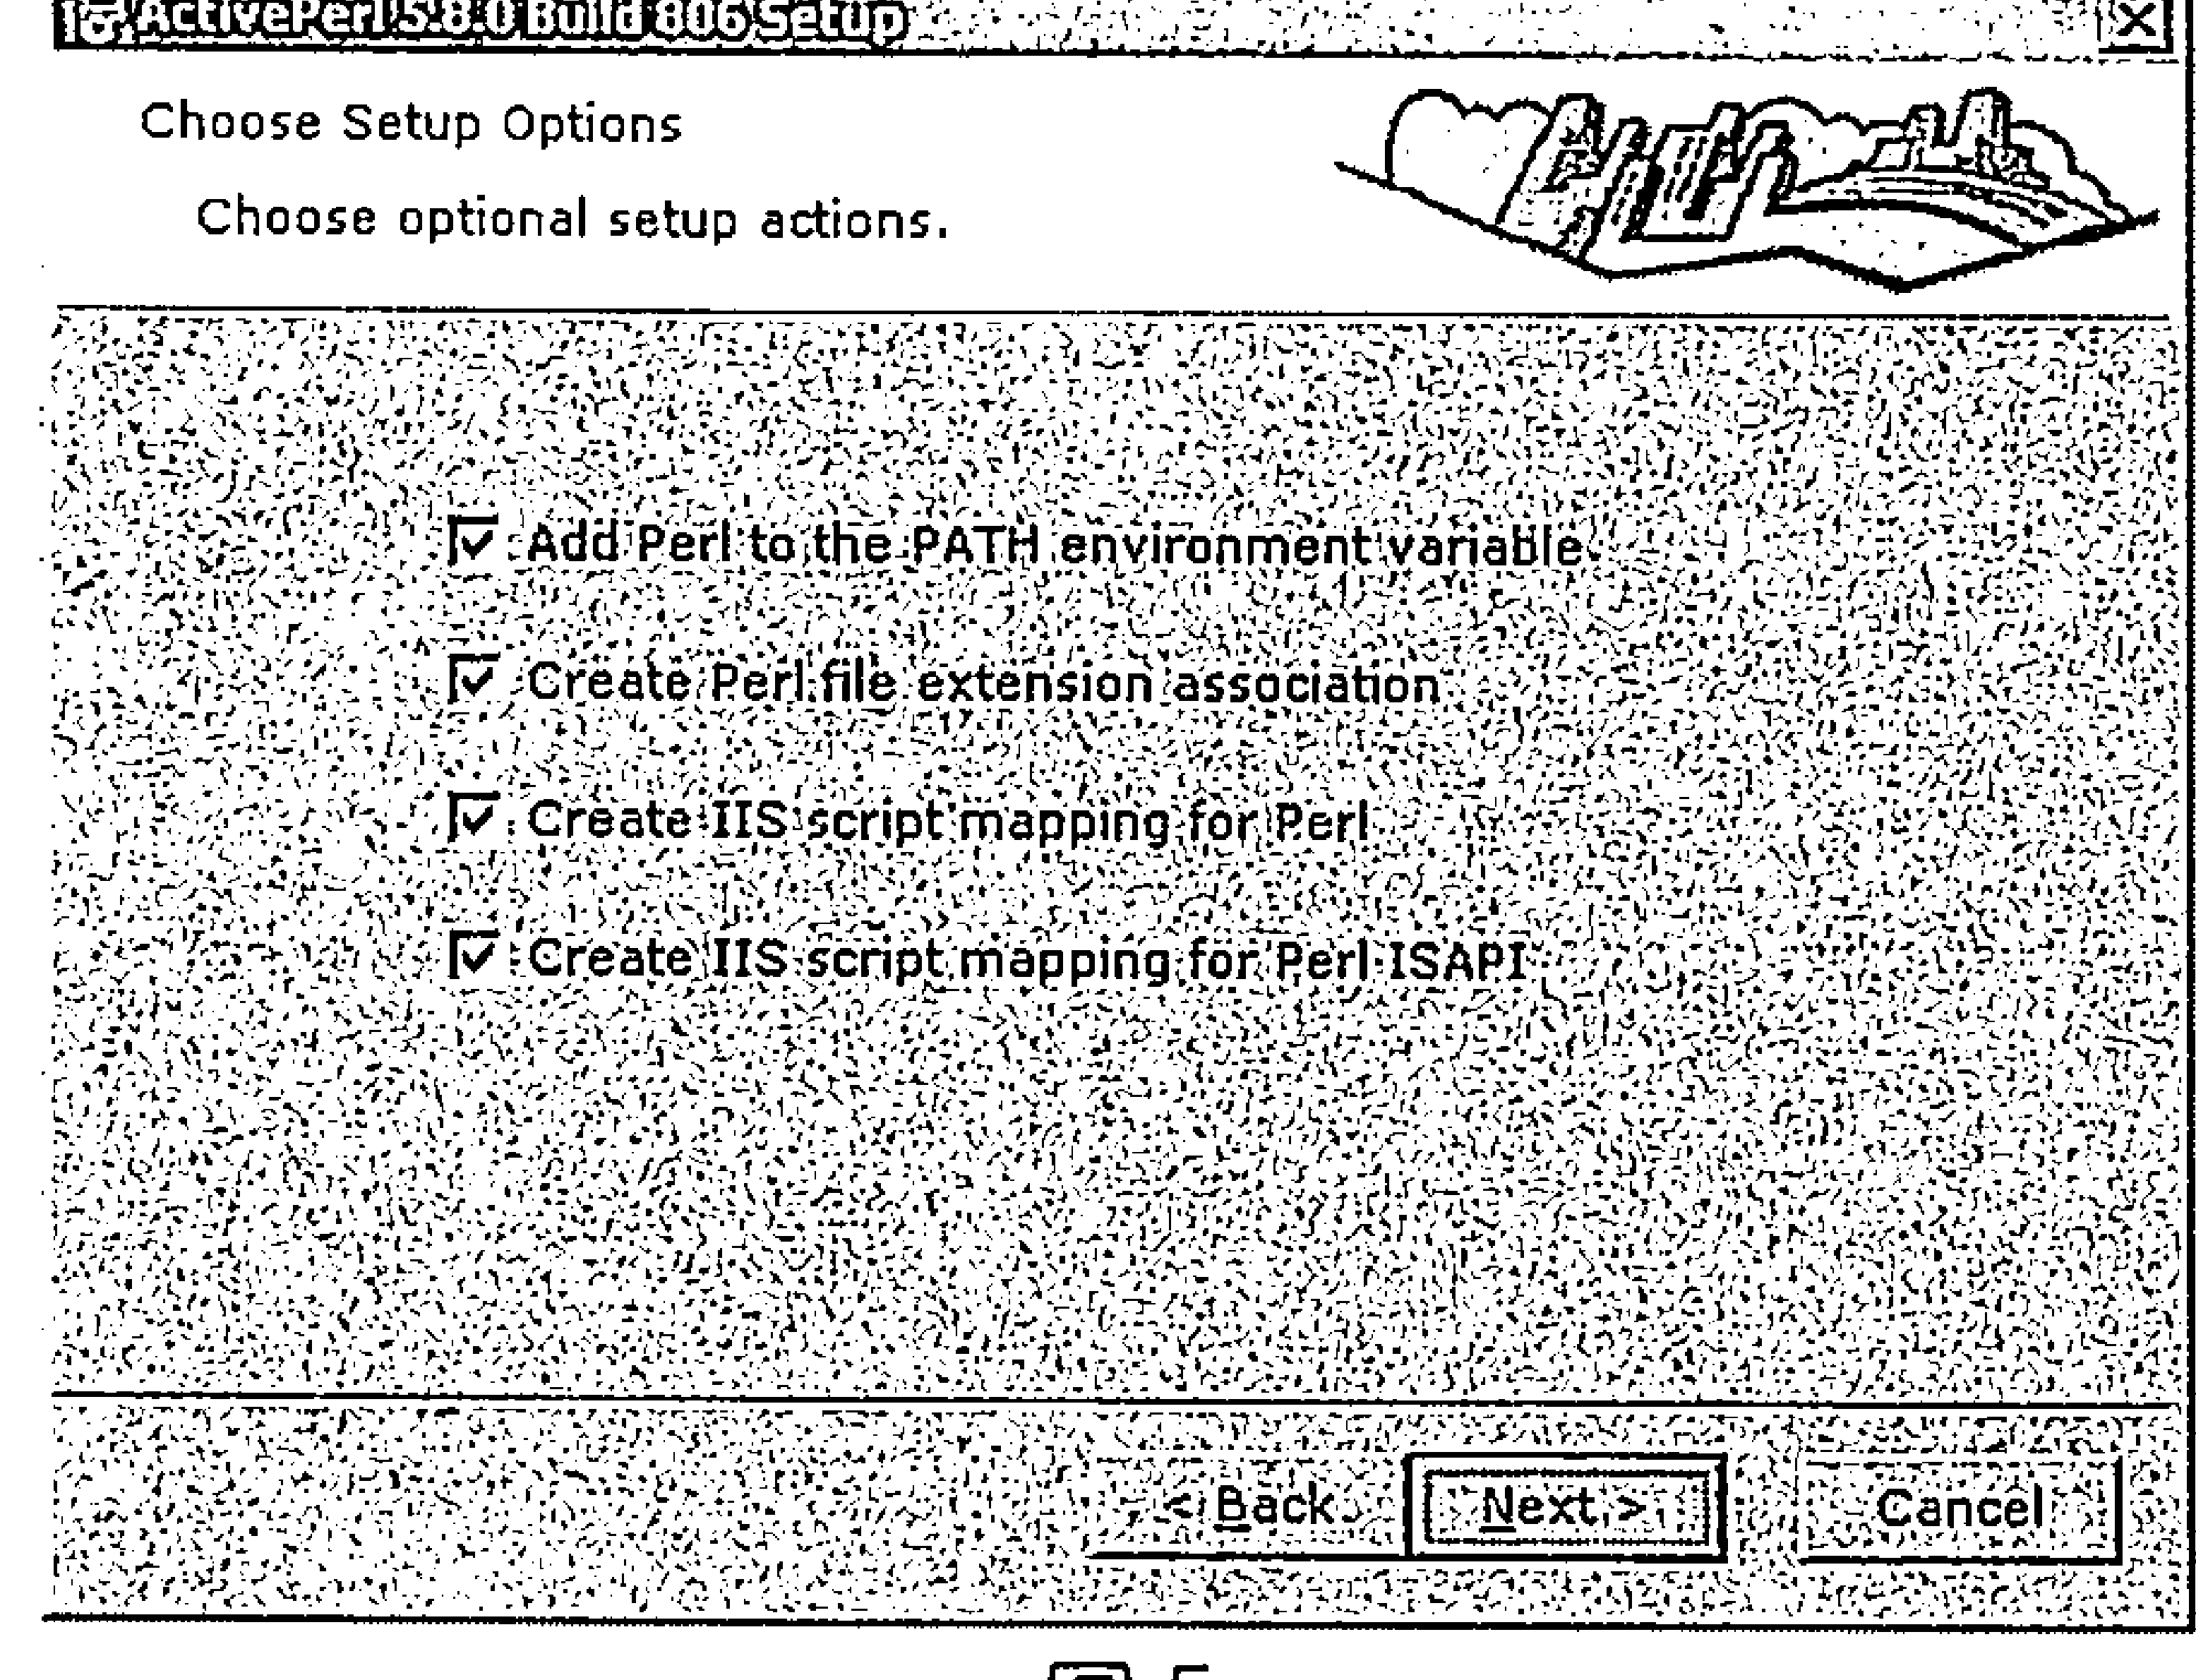 ActivePerl 5.8.0 Build 806 Setup
Choose Setup Options
Choose optional setup actions.
Add Perl to the PATH environment variable
Create Perl file extension association
Create IIS script mapping for Perl
Create IIS script mapping for Perl ISAPI
< Back Next > Cancel